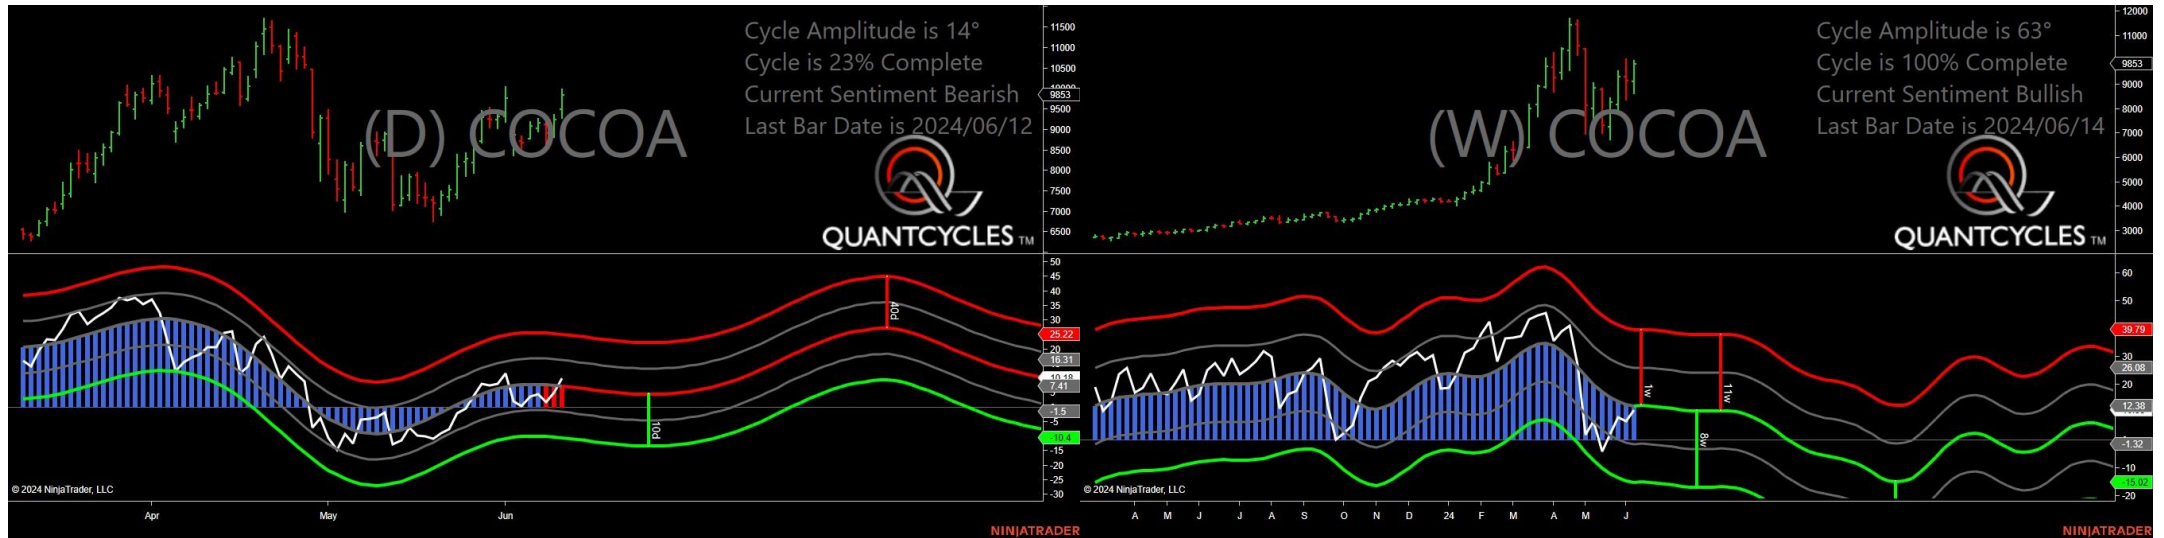 Cycle Amplitude is 14°
Cycle is 23% Complete
Current Sentiment Bearish
Last Bar Date is 2024/06/12
(D) COCOA
QUANTCYCLES TM
11500
11000
10500
9853
9500
9000
8500
8000
7500
7000
6500
50
45
40
35
30
25.22
20
16.31
10.18
7.41
-1.5
-5
-10.4
-15
-20
-25
-30
40d
10d
© 2024 NinjaTrader, LLC
Apr
May
Jun
NINJATRADER
Cycle Amplitude is 63°
Cycle is 100% Complete
Current Sentiment Bullish
Last Bar Date is 2024/06/14
(W) COCOA
QUANTCYCLES TM
12000
11000
9853
9000
8000
7000
6000
5000
4000
3000
60
50
39.79
30
26.08
20
12.38
-1.32
-10
-15.02
-20
1w
11w
8w
© 2024 NinjaTrader, LLC
A M J J A S O N D 24 F M A M J
NINJATRADER